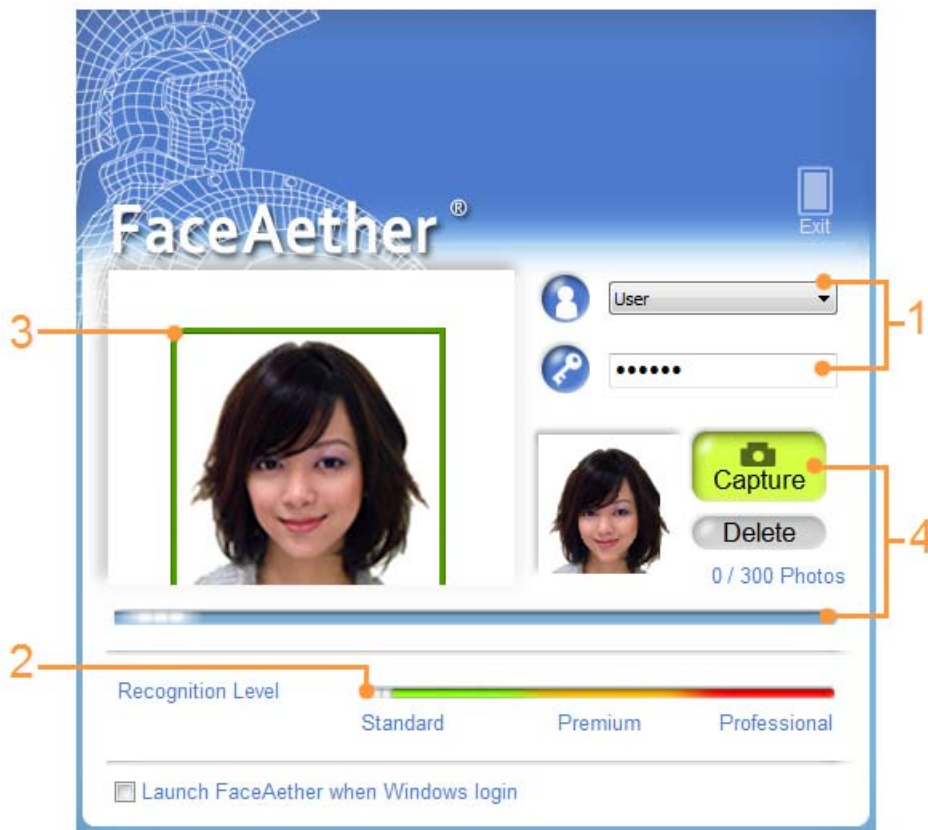 FaceAether ®
Exit
User
1
••••••
3
Capture
Delete
4
0 / 300 Photos
2
Recognition Level
Standard Premium Professional
Launch FaceAether when Windows login